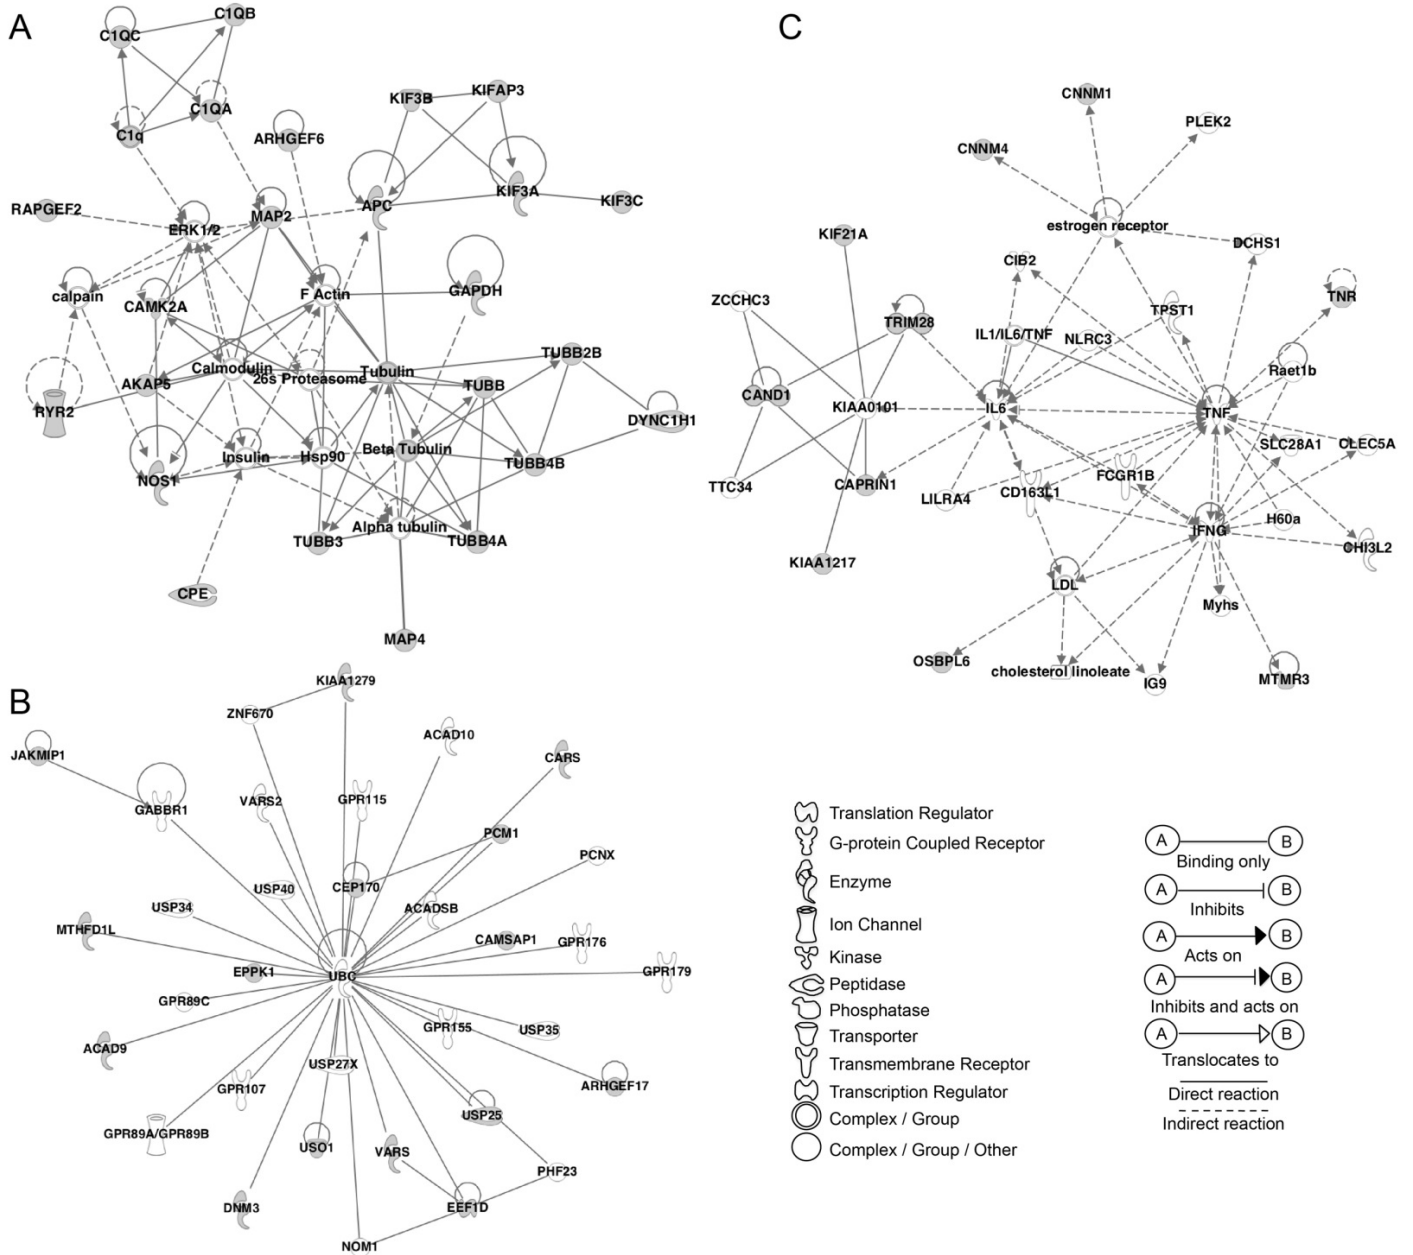 A
C1QB
C1QC
C1QA
C1q
KIF3B
KIFAP3
ARHGEF6
KIF3A
KIF3C
RAPGEF2
MAP2
APC
ERK1/2
calpain
CAMK2A
F Actin
GAPDH
TUBB2B
Calmodulin
26s Proteasome
Tubulin
TUBB
AKAP5
RYR2
DYNC1H1
Insulin
Hsp90
Beta Tubulin
TUBB4B
NOS1
Alpha tubulin
TUBB3
TUBB4A
CPE
MAP4
B
KIAA1279
ZNF670
ACAD10
JAKMIP1
CARS
GABBR1
VARS2
GPR115
PCM1
PCNX
USP40
CEP170
USP34
ACADSB
MTHFD1L
CAMSAP1
GPR176
EPPK1
UBC
GPR179
GPR89C
GPR155
USP35
ACAD9
USP27X
GPR107
ARHGEF17
USP25
GPR89A/GPR89B
USO1
VARS
PHF23
DNM3
EEF1D
NOM1
C
CNNM1
PLEK2
CNNM4
estrogen receptor
KIF21A
DCHS1
CIB2
ZCCHC3
TNR
TRIM28
TPST1
IL1/IL6/TNF
NLRC3
Raet1b
CAND1
KIAA0101
IL6
TNF
SLC28A1
CLEC5A
TTC34
CAPRIN1
FCGR1B
LILRA4
CD163L1
H60a
IFNG
CHI3L2
KIAA1217
LDL
Myhs
OSBPL6
cholesterol linoleate
IG9
MTMR3
Translation Regulator
G-protein Coupled Receptor
Enzyme
Ion Channel
Kinase
Peptidase
Phosphatase
Transporter
Transmembrane Receptor
Transcription Regulator
Complex / Group
Complex / Group / Other
A B
Binding only
A B
Inhibits
A B
Acts on
A B
Inhibits and acts on
A B
Translocates to
Direct reaction
Indirect reaction